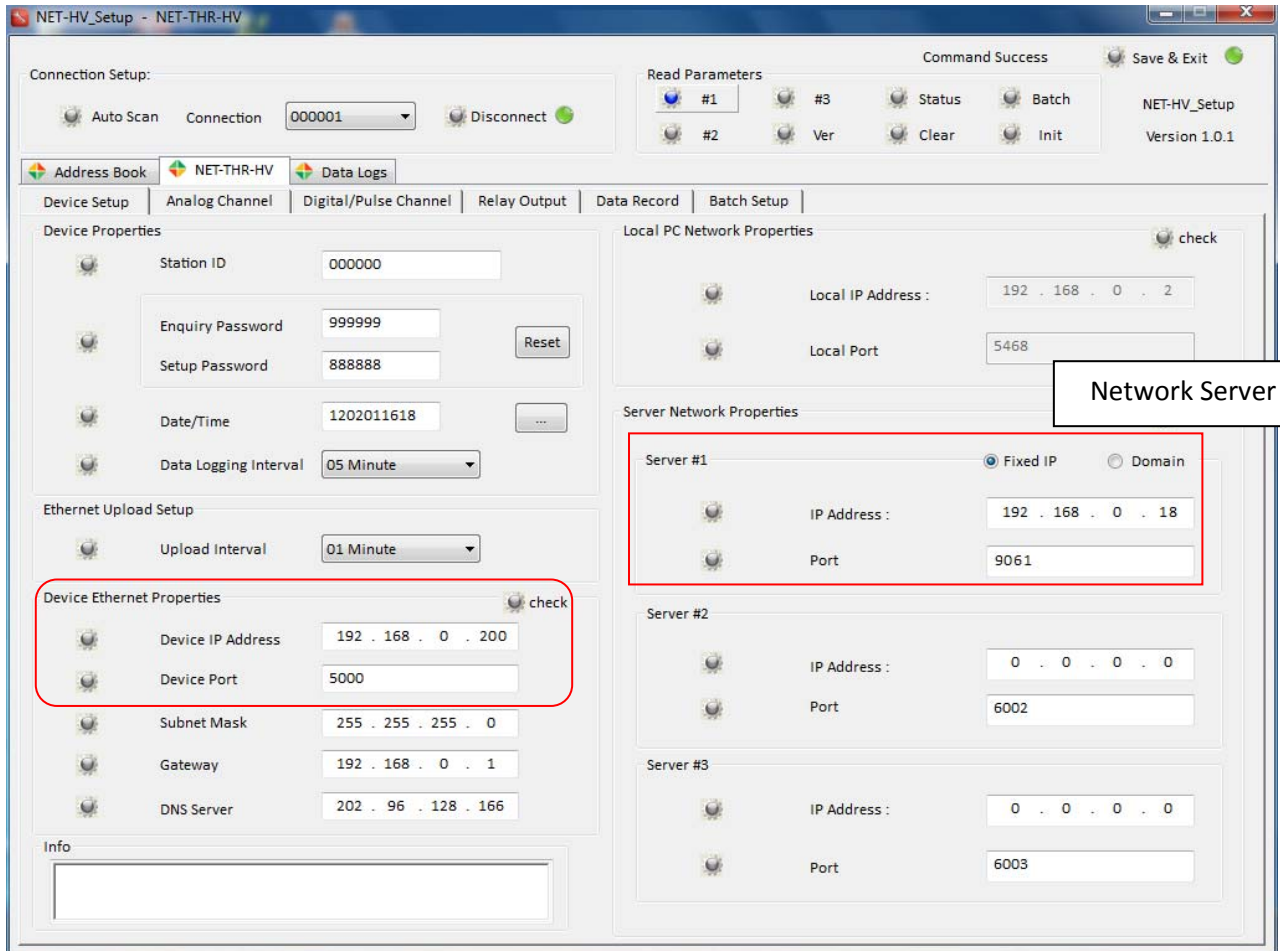 NET-HV_Setup - NET-THR-HV
Command Success
Save & Exit
Connection Setup:
Auto Scan Connection 000001 Disconnect
Read Parameters
#1 #3 Status Batch
#2 Ver Clear Init
NET-HV_Setup
Version 1.0.1
Address Book NET-THR-HV Data Logs
Device Setup Analog Channel Digital/Pulse Channel Relay Output Data Record Batch Setup
Device Properties
Station ID 000000
Enquiry Password 999999
Reset
Setup Password 888888
Date/Time 1202011618 ...
Data Logging Interval 05 Minute
Ethernet Upload Setup
Upload Interval 01 Minute
Device Ethernet Properties check
Device IP Address 192 . 168 . 0 . 200
Device Port 5000
Subnet Mask 255 . 255 . 255 . 0
Gateway 192 . 168 . 0 . 1
DNS Server 202 . 96 . 128 . 166
Info
Local PC Network Properties check
Local IP Address : 192 . 168 . 0 . 2
Local Port 5468
Network Server
Server Network Properties
Server #1 Fixed IP Domain
IP Address : 192 . 168 . 0 . 18
Port 9061
Server #2
IP Address : 0 . 0 . 0 . 0
Port 6002
Server #3
IP Address : 0 . 0 . 0 . 0
Port 6003